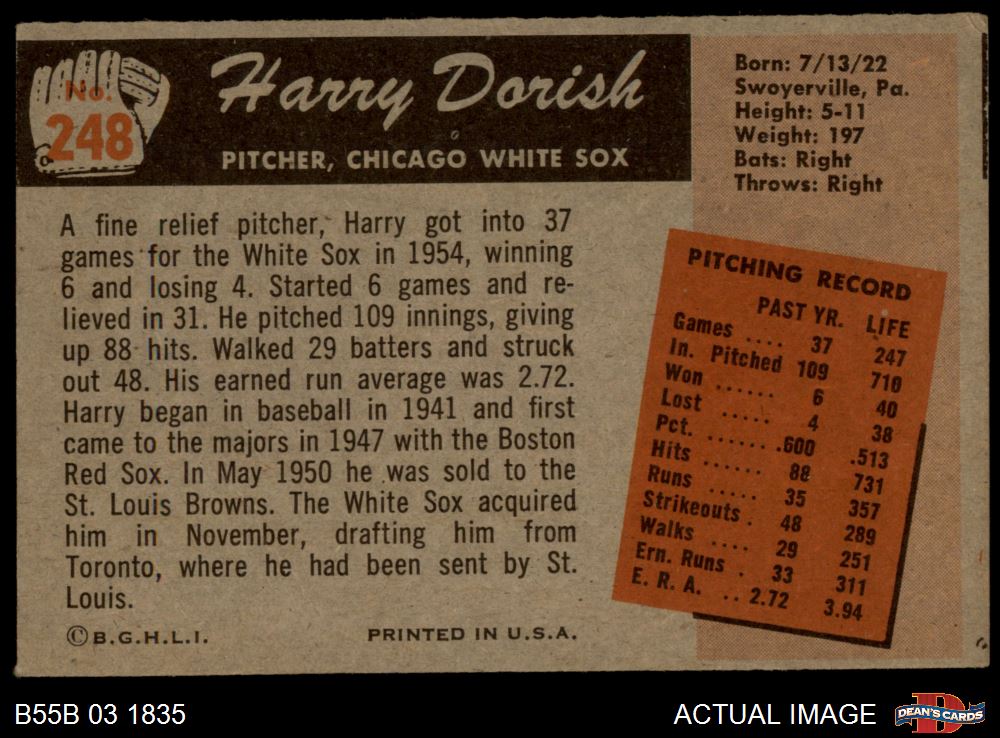 No.
248
Harry Dorish
PITCHER, CHICAGO WHITE SOX
Born: 7/13/22
Swoyerville, Pa.
Height: 5-11
Weight: 197
Bats: Right
Throws: Right
A fine relief pitcher, Harry got into 37
games for the White Sox in 1954, winning
6 and losing 4. Started 6 games and re-
lieved in 31. He pitched 109 innings, giving
up 88 hits. Walked 29 batters and struck
out 48. His earned run average was 2.72.
Harry began in baseball in 1941 and first
came to the majors in 1947 with the Boston
Red Sox. In May 1950 he was sold to the
St. Louis Browns. The White Sox acquired
him in November, drafting him from
Toronto, where he had been sent by St.
Louis.
PITCHING RECORD
PAST YR. LIFE
Games .... 37 247
In. Pitched 109 710
Won ...... 6 40
Lost ..... 4 38
Pct. ...... .600 .513
Hits ...... 88 731
Runs ..... 35 357
Strikeouts . 48 289
Walks .... 29 251
Ern. Runs . 33 311
E. R. A. .. 2.72 3.94
©B.G.H.L.I.
PRINTED IN U.S.A.
B55B 03 1835
ACTUAL IMAGE
D
DEAN'S CARDS